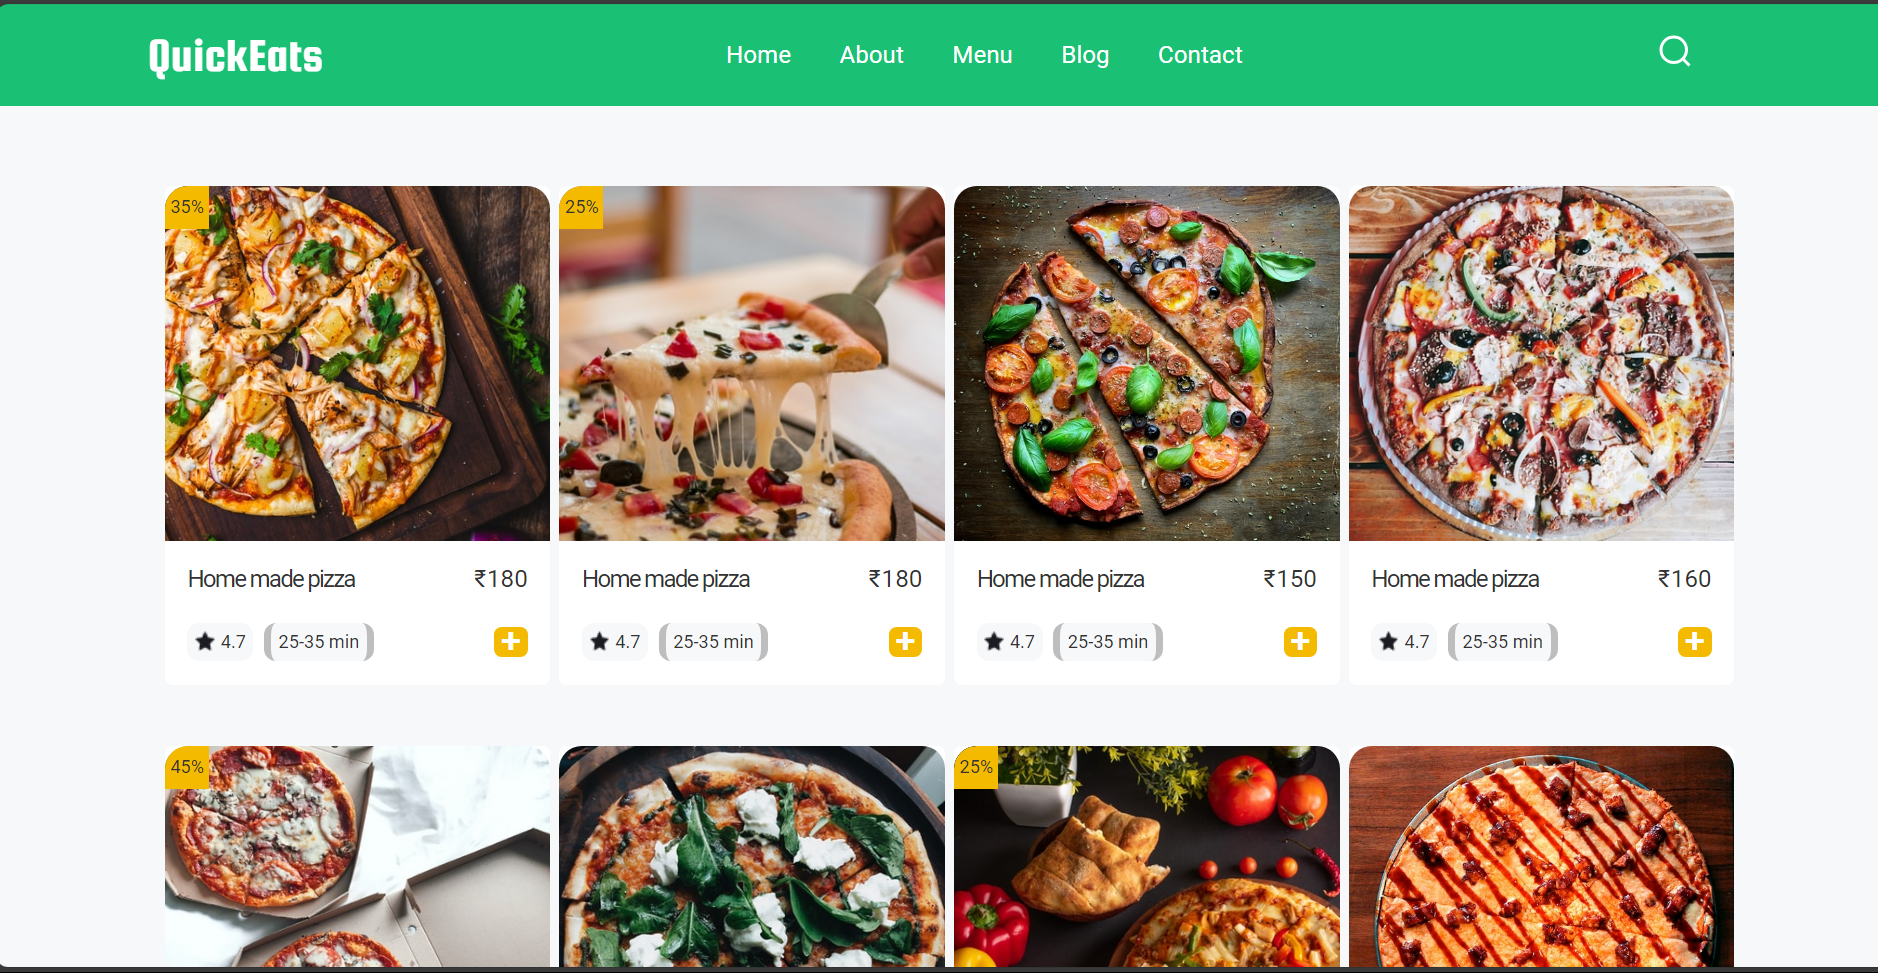 QuickEats
Home About Menu Blog Contact
35%
25%
Home made pizza ₹180
4.7 25-35 min
Home made pizza ₹180
4.7 25-35 min
Home made pizza ₹150
4.7 25-35 min
Home made pizza ₹160
4.7 25-35 min
45%
25%